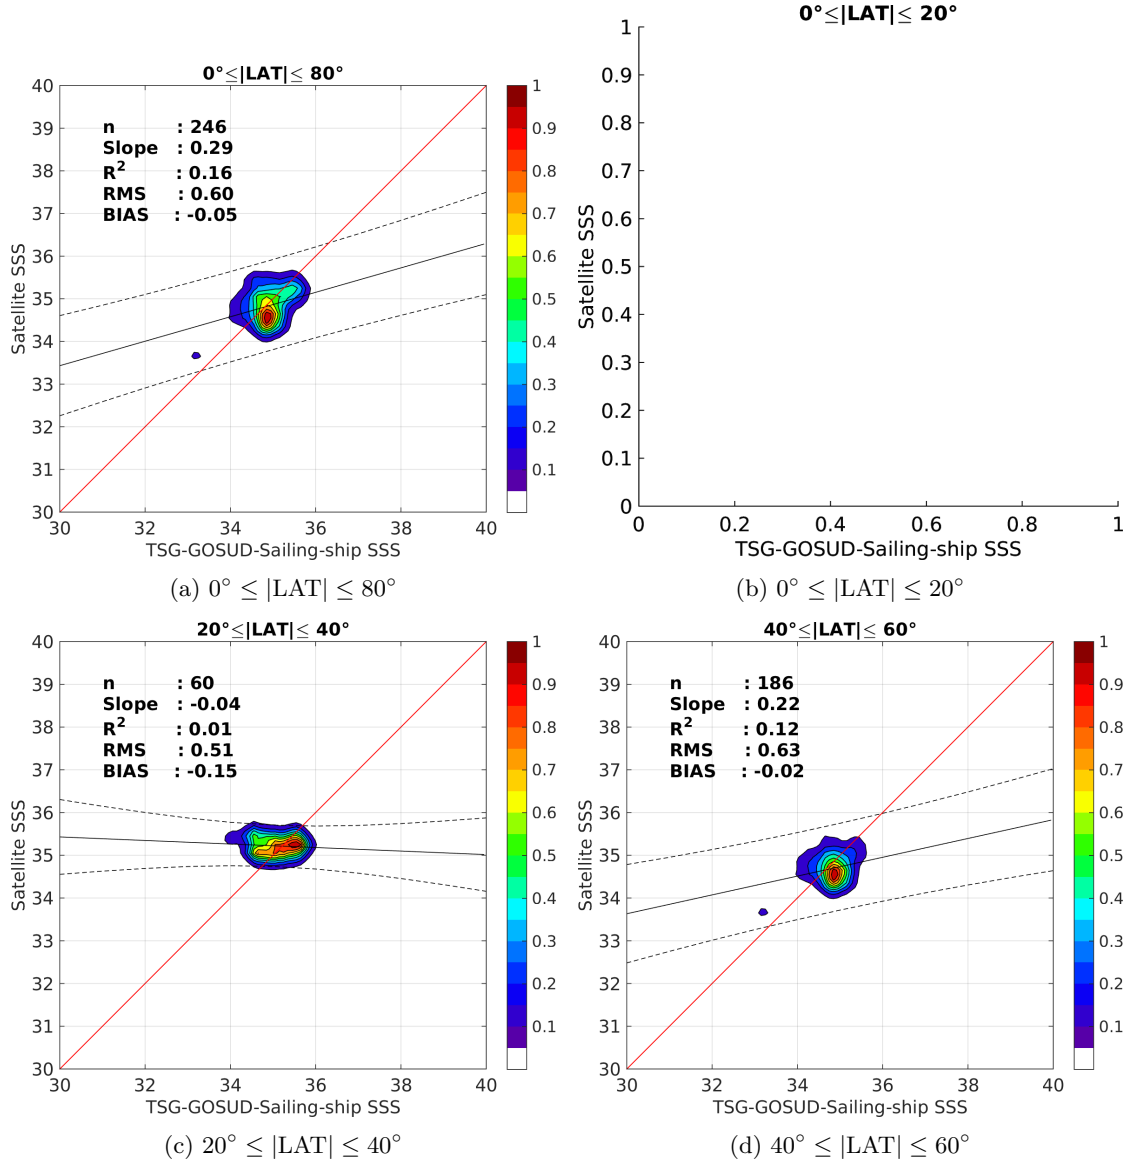 0°≤|LAT|≤ 80°
n : 246
Slope : 0.29
R² : 0.16
RMS : 0.60
BIAS : -0.05
40
39
38
37
36
35
34
33
32
31
30
30 32 34 36 38 40
Satellite SSS
TSG-GOSUD-Sailing-ship SSS
1
0.9
0.8
0.7
0.6
0.5
0.4
0.3
0.2
0.1
(a) 0° ≤ |LAT| ≤ 80°
0°≤|LAT|≤ 20°
1
0.9
0.8
0.7
0.6
0.5
0.4
0.3
0.2
0.1
0
0 0.2 0.4 0.6 0.8 1
Satellite SSS
TSG-GOSUD-Sailing-ship SSS
(b) 0° ≤ |LAT| ≤ 20°
20°≤|LAT|≤ 40°
n : 60
Slope : -0.04
R² : 0.01
RMS : 0.51
BIAS : -0.15
40
39
38
37
36
35
34
33
32
31
30
30 32 34 36 38 40
Satellite SSS
TSG-GOSUD-Sailing-ship SSS
1
0.9
0.8
0.7
0.6
0.5
0.4
0.3
0.2
0.1
(c) 20° ≤ |LAT| ≤ 40°
40°≤|LAT|≤ 60°
n : 186
Slope : 0.22
R² : 0.12
RMS : 0.63
BIAS : -0.02
40
39
38
37
36
35
34
33
32
31
30
30 32 34 36 38 40
Satellite SSS
TSG-GOSUD-Sailing-ship SSS
1
0.9
0.8
0.7
0.6
0.5
0.4
0.3
0.2
0.1
(d) 40° ≤ |LAT| ≤ 60°